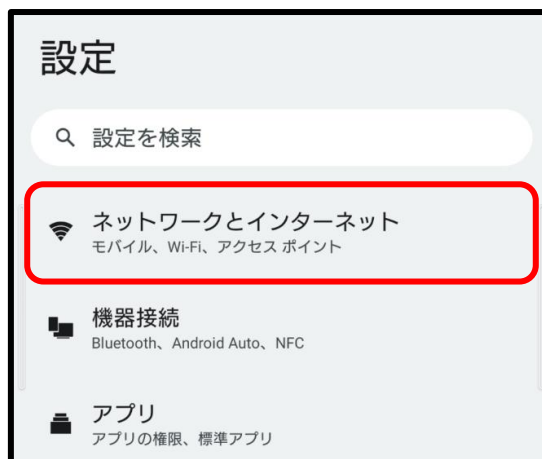 設定
設定を検索
ネットワークとインターネット
モバイル、Wi-Fi、アクセス ポイント
機器接続
Bluetooth、Android Auto、NFC
アプリ
アプリの権限、標準アプリ